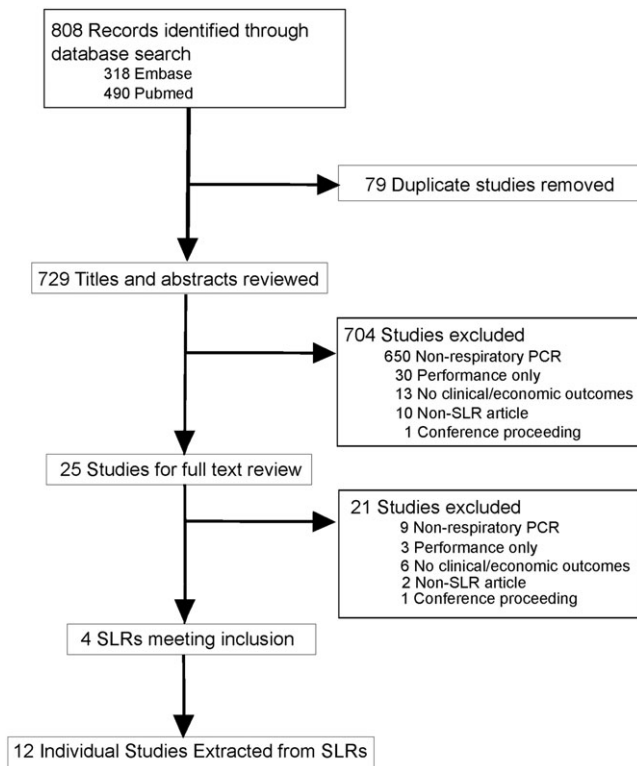 808 Records identified through
database search
318 Embase
490 Pubmed
79 Duplicate studies removed
729 Titles and abstracts reviewed
704 Studies excluded
650 Non-respiratory PCR
30 Performance only
13 No clinical/economic outcomes
10 Non-SLR article
1 Conference proceeding
25 Studies for full text review
21 Studies excluded
9 Non-respiratory PCR
3 Performance only
6 No clinical/economic outcomes
2 Non-SLR article
1 Conference proceeding
4 SLRs meeting inclusion
12 Individual Studies Extracted from SLRs